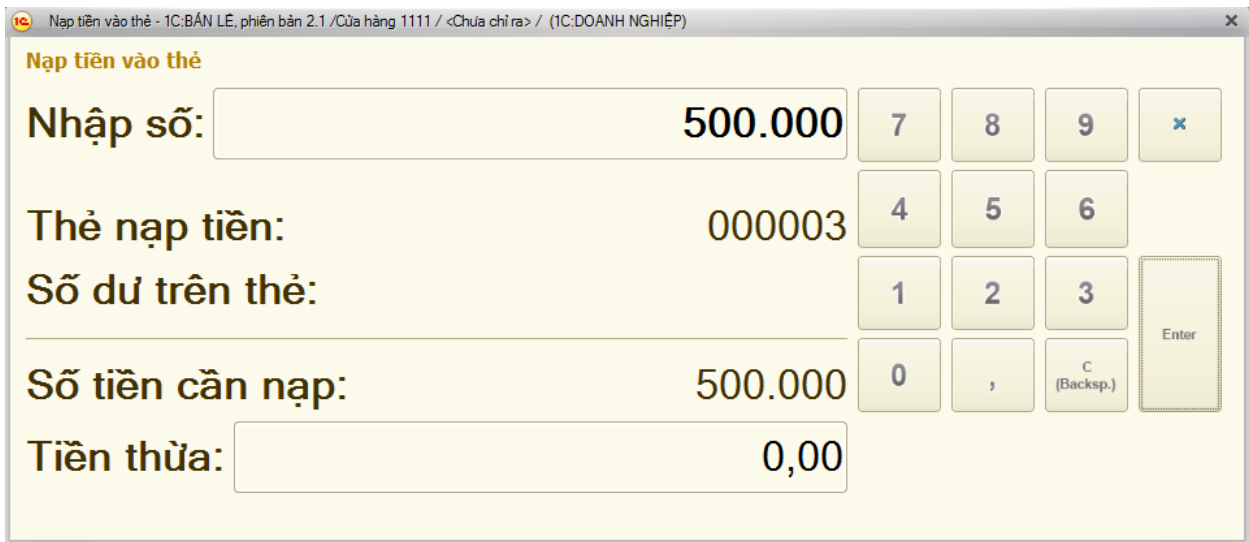 1C Nạp tiền vào thẻ - 1C:BÁN LẺ, phiên bản 2.1 /Cửa hàng 1111 / <Chưa chỉ ra> / (1C:DOANH NGHIỆP)
Nạp tiền vào thẻ
Nhập số: 500.000
7 8 9 ×
Thẻ nạp tiền: 000003
4 5 6
Số dư trên thẻ:
1 2 3
Enter
Số tiền cần nạp: 500.000
0 , C
(Backsp.)
Tiền thừa: 0,00